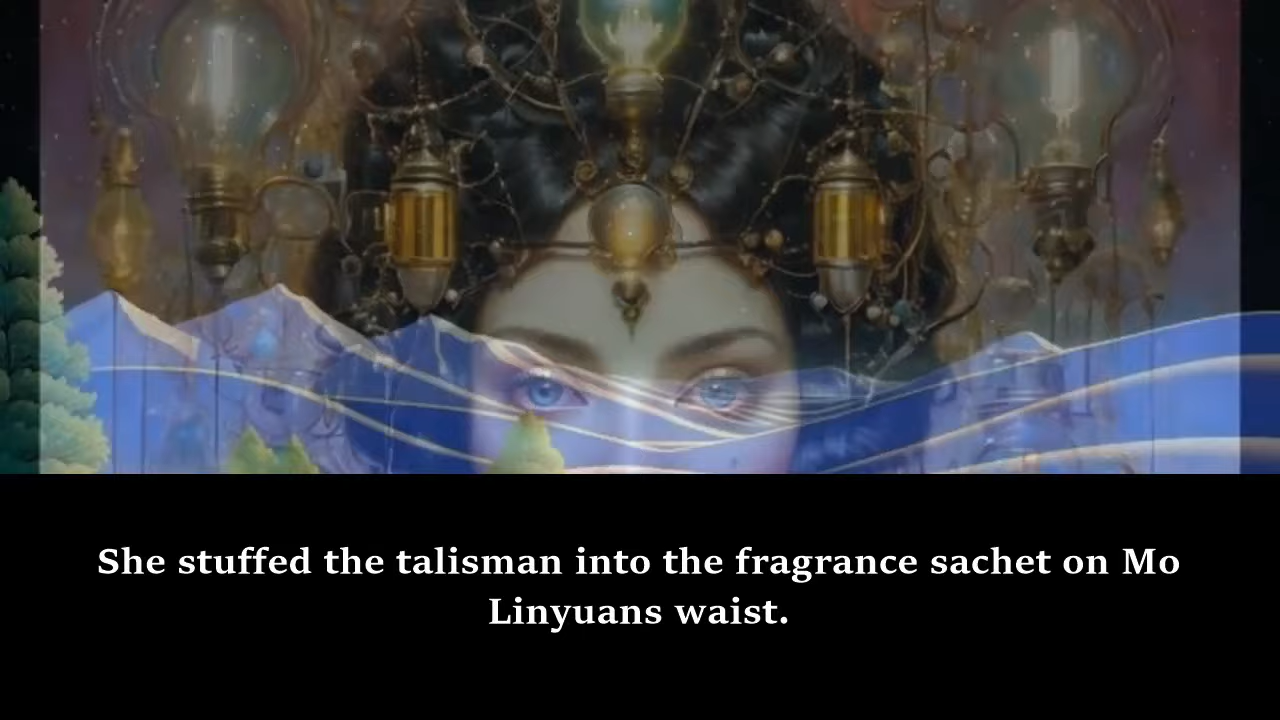 She stuffed the talisman into the fragrance sachet on Mo
Linyuans waist.